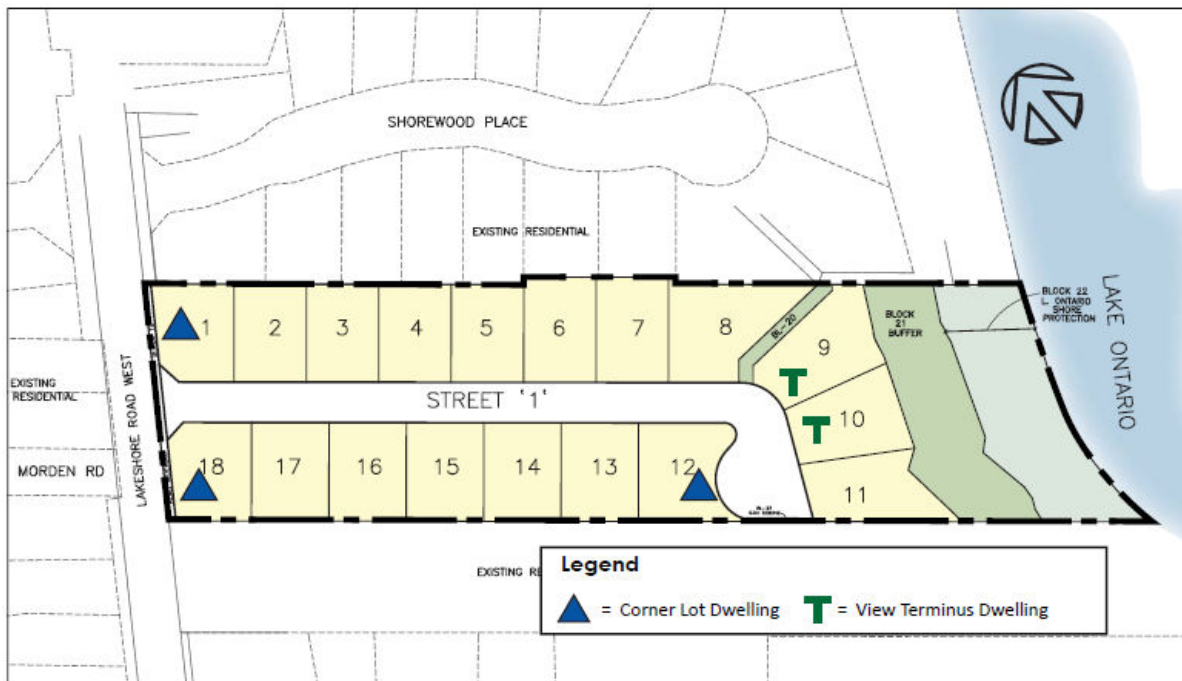 SHOREWOOD PLACE
EXISTING RESIDENTIAL
LAKE ONTARIO
BLOCK 22
L. ONTARIO
SHORE
PROTECTION
BLOCK
21
BUFFER
BL-20
1
2
3
4
5
6
7
8
9
10
11
STREET '1'
LAKESHORE ROAD WEST
EXISTING
RESIDENTIAL
MORDEN RD
18
17
16
15
14
13
12
EXISTING RE
Legend
= Corner Lot Dwelling
= View Terminus Dwelling